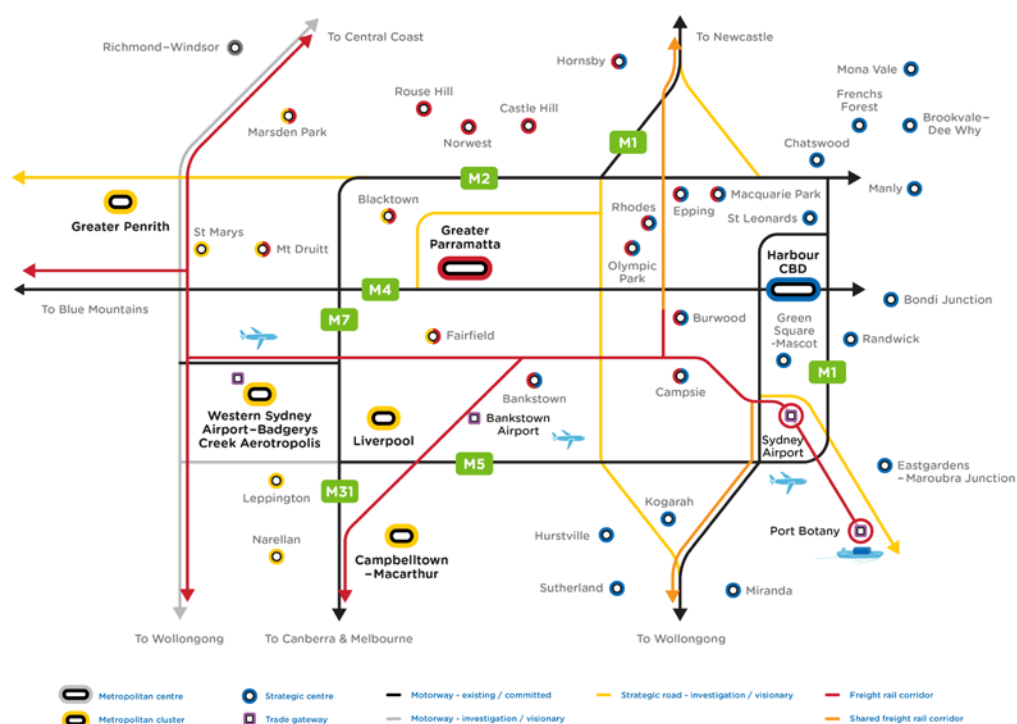 To Central Coast
To Newcastle
Richmond–Windsor
Hornsby
Mona Vale
Rouse Hill
Castle Hill
Frenchs
Forest
Marsden Park
Norwest
Brookvale–
Dee Why
M1
Chatswood
M2
Greater Penrith
Blacktown
Rhodes
Epping
Macquarie Park
Manly
St Leonards
St Marys
Mt Druitt
Greater
Parramatta
Olympic
Park
Harbour
CBD
M4
To Blue Mountains
Bondi Junction
M7
Fairfield
Burwood
Green
Square
-Mascot
Randwick
M1
Western Sydney
Airport–Badgerys
Creek Aerotropolis
Liverpool
Bankstown
Bankstown
Airport
Campsie
Sydney
Airport
M5
Eastgardens
–Maroubra Junction
Leppington
M31
Kogarah
Narellan
Campbelltown
–Macarthur
Hurstville
Port Botany
Sutherland
Miranda
To Wollongong
To Canberra & Melbourne
To Wollongong
Metropolitan centre
Strategic centre
Motorway - existing / committed
Strategic road - investigation / visionary
Freight rail corridor
Metropolitan cluster
Trade gateway
Motorway - investigation / visionary
Shared freight rail corridor